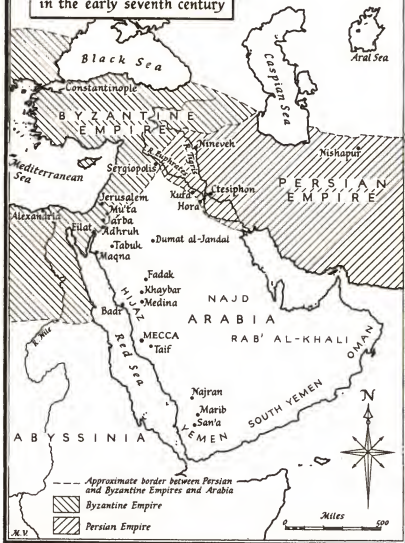 in the early seventh century
Black Sea
Caspian Sea
Aral Sea
Constantinople
BYZANTINE
EMPIRE
Nineveh
Nishapur
R. Euphrates
R. Tigris
Sergiopolis
Mediterranean
Sea
Ctesiphon
PERSIAN
EMPIRE
Jerusalem
Kufa
Hora
Mu'ta
Alexandria
Jarba
Adhruh
Eilat
Tabuk
Dumat al-Jandal
Maqna
Fadak
Khaybar
NAJD
Medina
HIJAZ
ARABIA
Badr
RAB' AL-KHALI
OMAN
R. Nile
Red Sea
MECCA
Taif
Najran
N
Marib
SOUTH YEMEN
San'a
YEMEN
ABYSSINIA
Approximate border between Persian
and Byzantine Empires and Arabia
Byzantine Empire
Miles
Persian Empire
0 500
M.V.